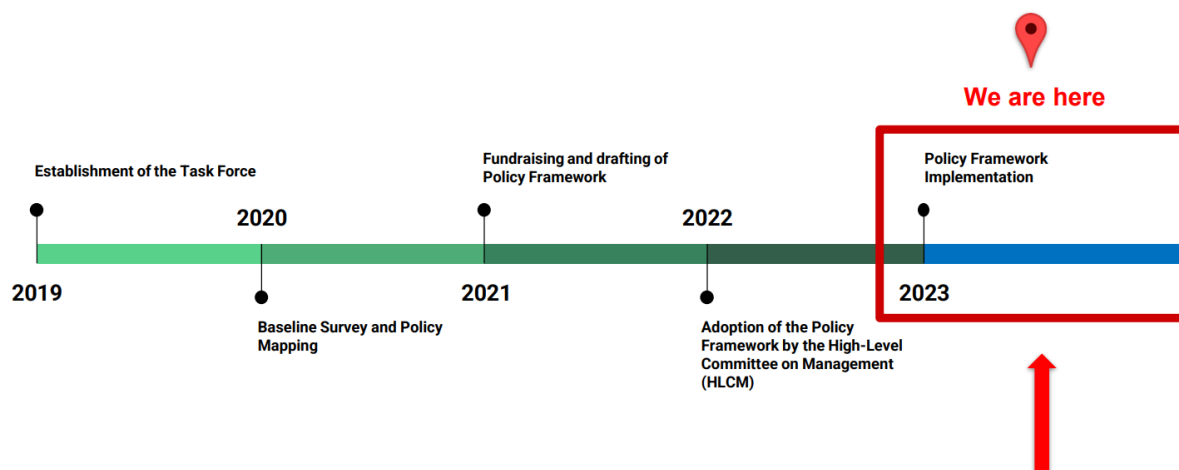 We are here
Establishment of the Task Force
Fundraising and drafting of
Policy Framework
Policy Framework
Implementation
2020
2022
2019
2021
2023
Baseline Survey and Policy
Mapping
Adoption of the Policy
Framework by the High-Level
Committee on Management
(HLCM)